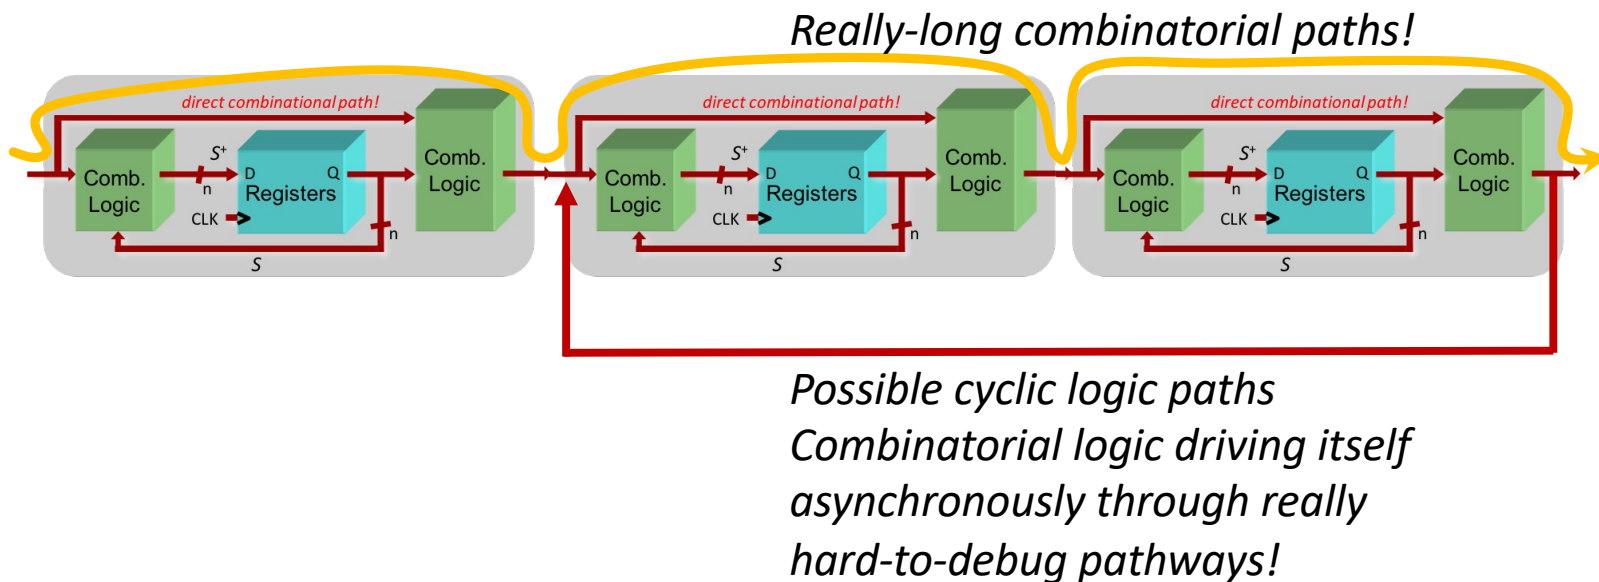 Really-long combinatorial paths!
direct combinational path!
Comb.
Logic
S+
n
D
Q
Registers
CLK
n
S
Comb.
Logic
direct combinational path!
Comb.
Logic
S+
n
D
Q
Registers
CLK
n
S
Comb.
Logic
direct combinational path!
Comb.
Logic
S+
n
D
Q
Registers
CLK
n
S
Comb.
Logic
Possible cyclic logic paths
Combinatorial logic driving itself
asynchronously through really
hard-to-debug pathways!